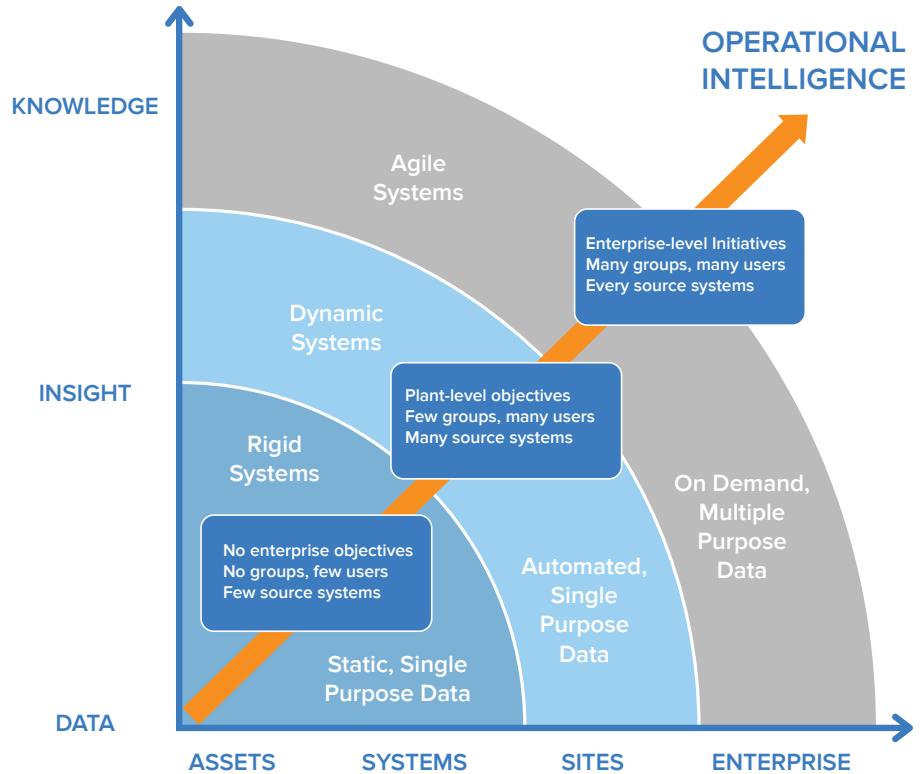 OPERATIONAL
INTELLIGENCE
KNOWLEDGE
Agile
Systems
Enterprise-level Initiatives
Many groups, many users
Every source systems
Dynamic
Systems
INSIGHT
Plant-level objectives
Few groups, many users
Many source systems
Rigid
Systems
On Demand,
Multiple
Purpose
Data
No enterprise objectives
No groups, few users
Few source systems
Automated,
Single
Purpose
Data
Static, Single
Purpose Data
DATA
ASSETS
SYSTEMS
SITES
ENTERPRISE